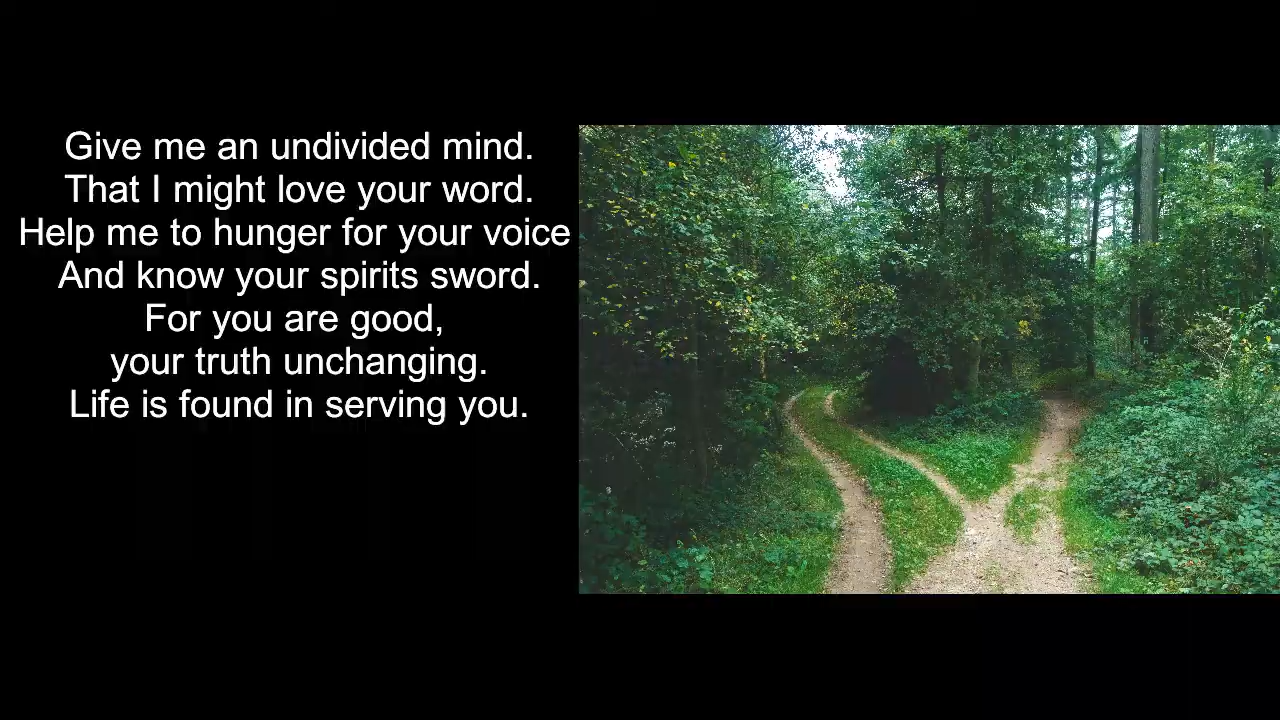 Give me an undivided mind.
That I might love your word.
Help me to hunger for your voice
And know your spirits sword.
For you are good,
your truth unchanging.
Life is found in serving you.